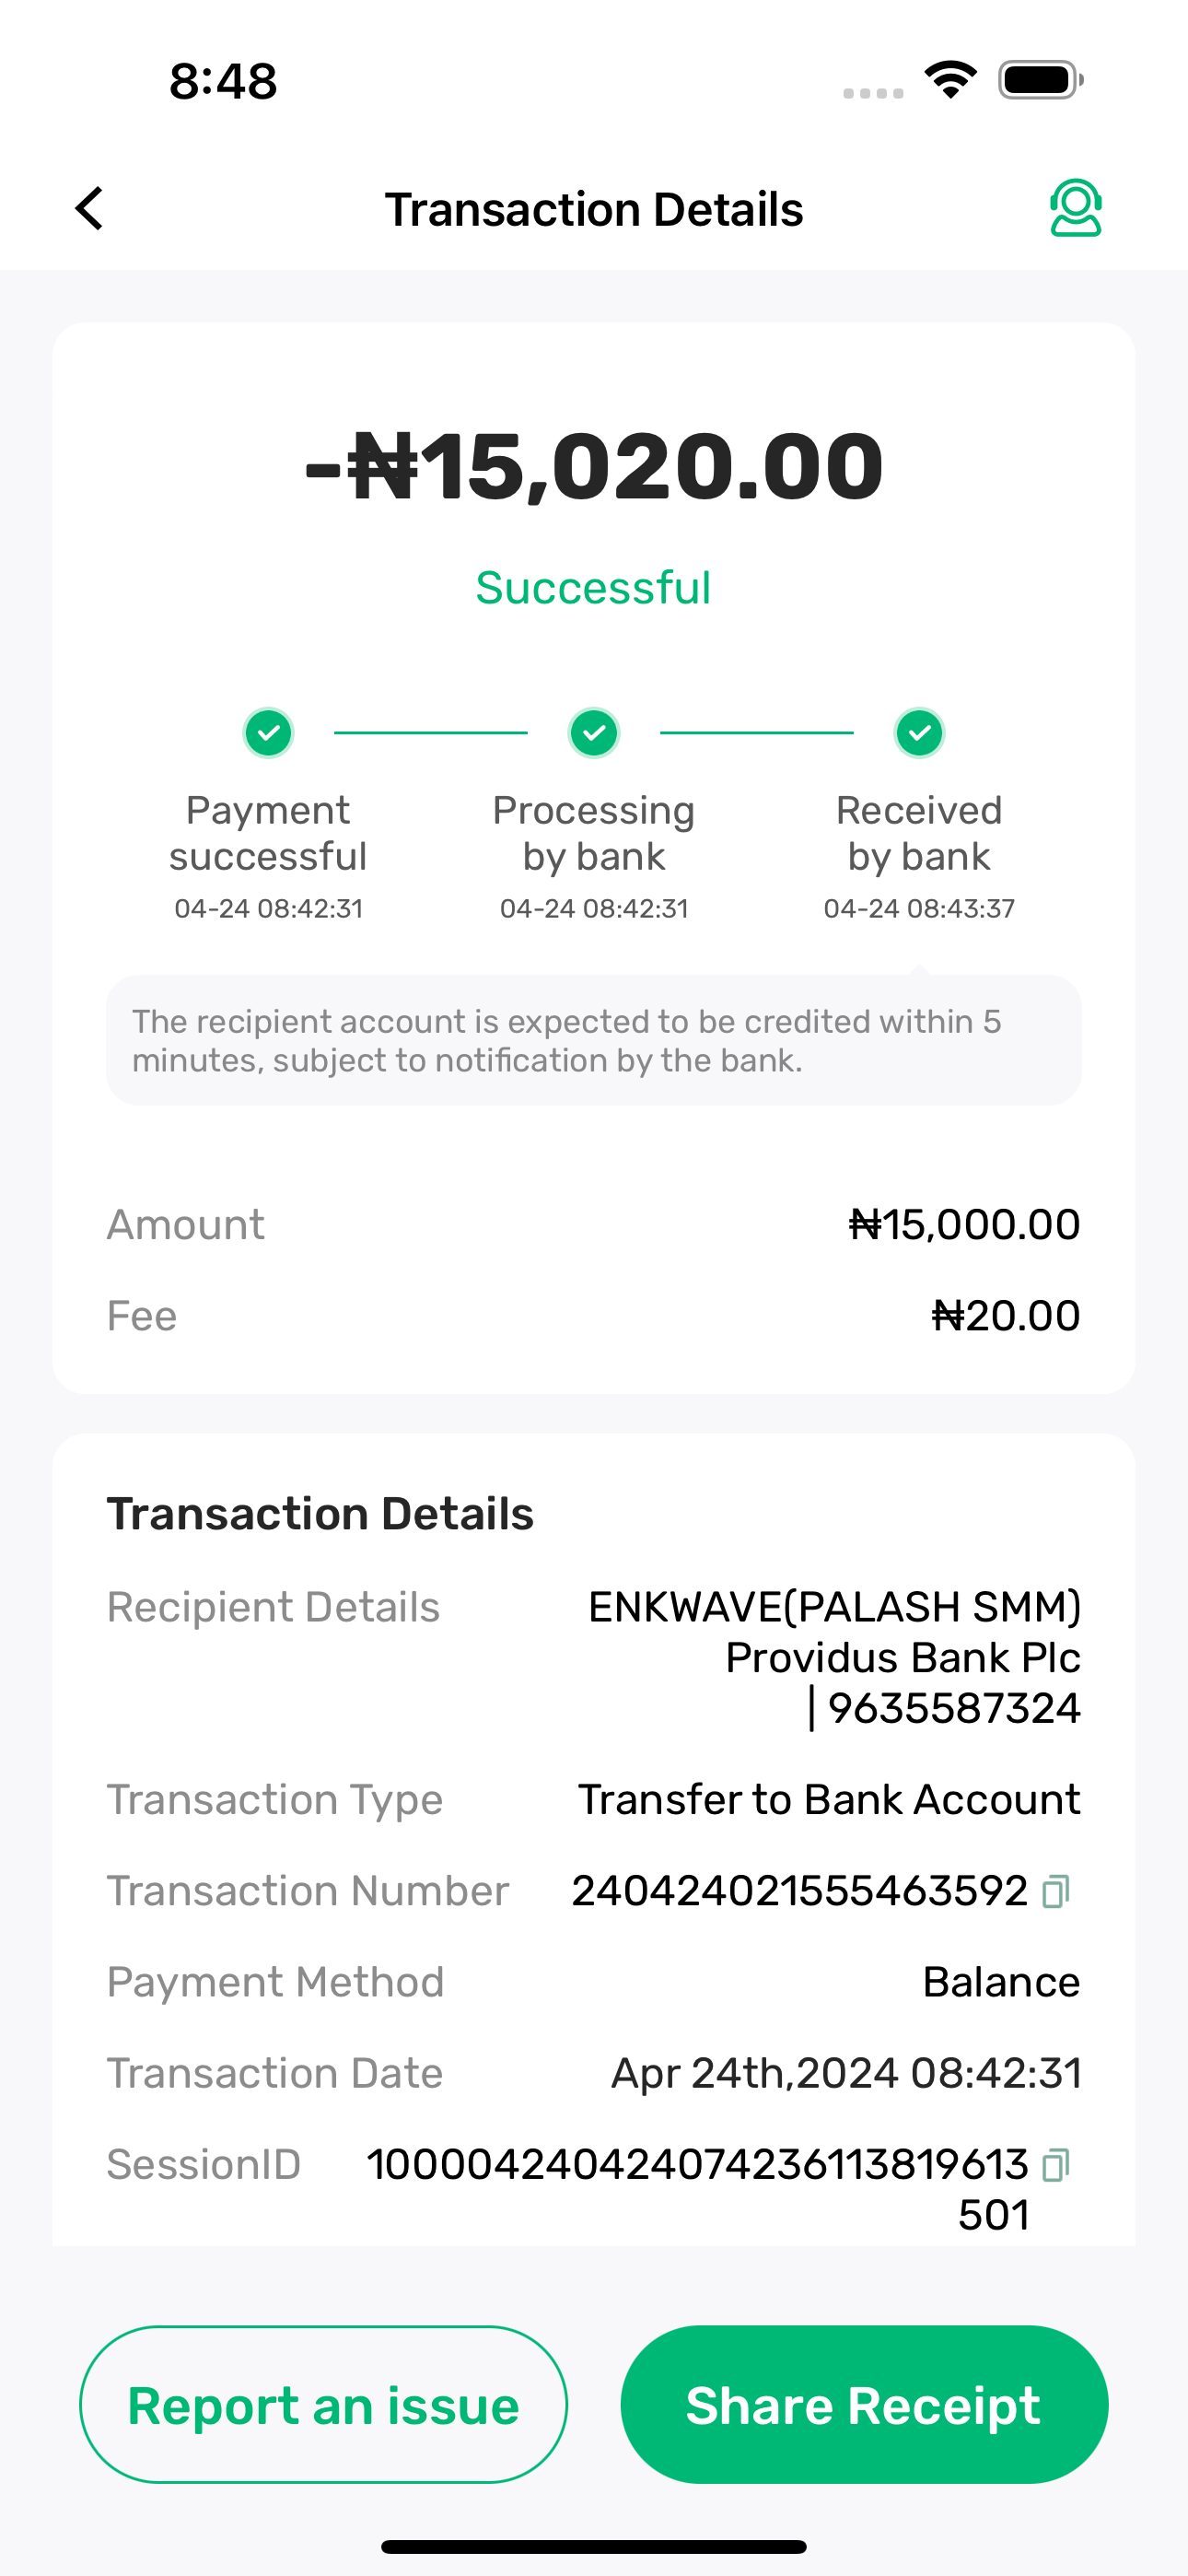 8:48
Transaction Details
-₦15,020.00
Successful
Payment
successful
04-24 08:42:31
Processing
by bank
04-24 08:42:31
Received
by bank
04-24 08:43:37
The recipient account is expected to be credited within 5
minutes, subject to notification by the bank.
Amount ₦15,000.00
Fee ₦20.00
Transaction Details
Recipient Details ENKWAVE(PALASH SMM)
Providus Bank Plc
| 9635587324
Transaction Type Transfer to Bank Account
Transaction Number 240424021555463592
Payment Method Balance
Transaction Date Apr 24th,2024 08:42:31
SessionID 100004240424074236113819613
501
Report an issue
Share Receipt